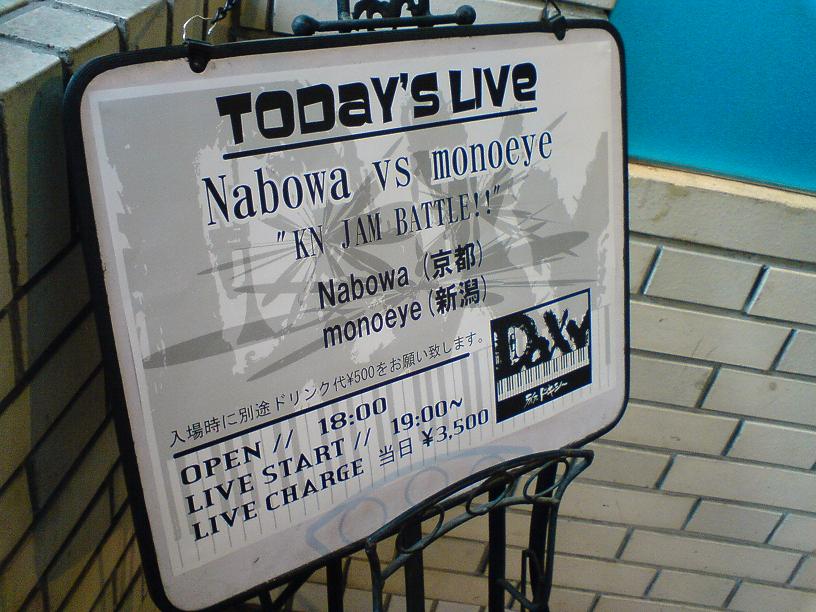 TODAY'S LIVE
Nabowa vs monoeye
"KN JAM BATTLE!!"
Nabowa (京都)
monoeye (新潟)
入場時に別途ドリンク代¥500をお願い致します。
OPEN // 18:00
LIVE START // 19:00~
LIVE CHARGE 当日 ¥3,500